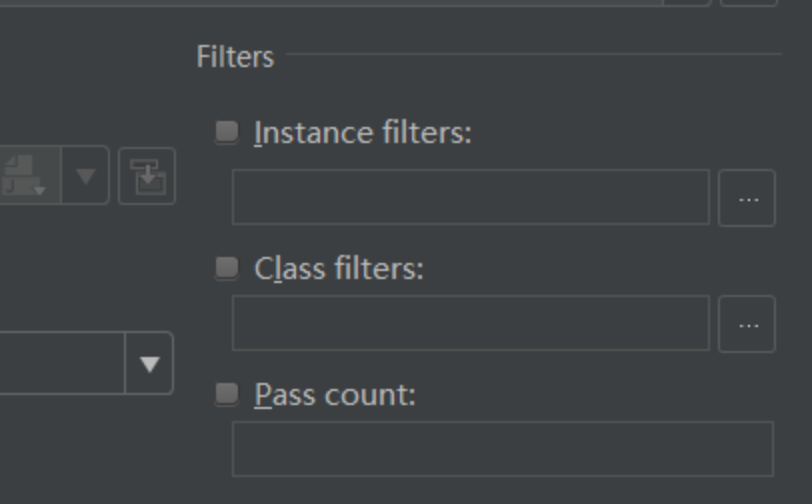 Filters
Instance filters:
...
Class filters:
...
Pass count: